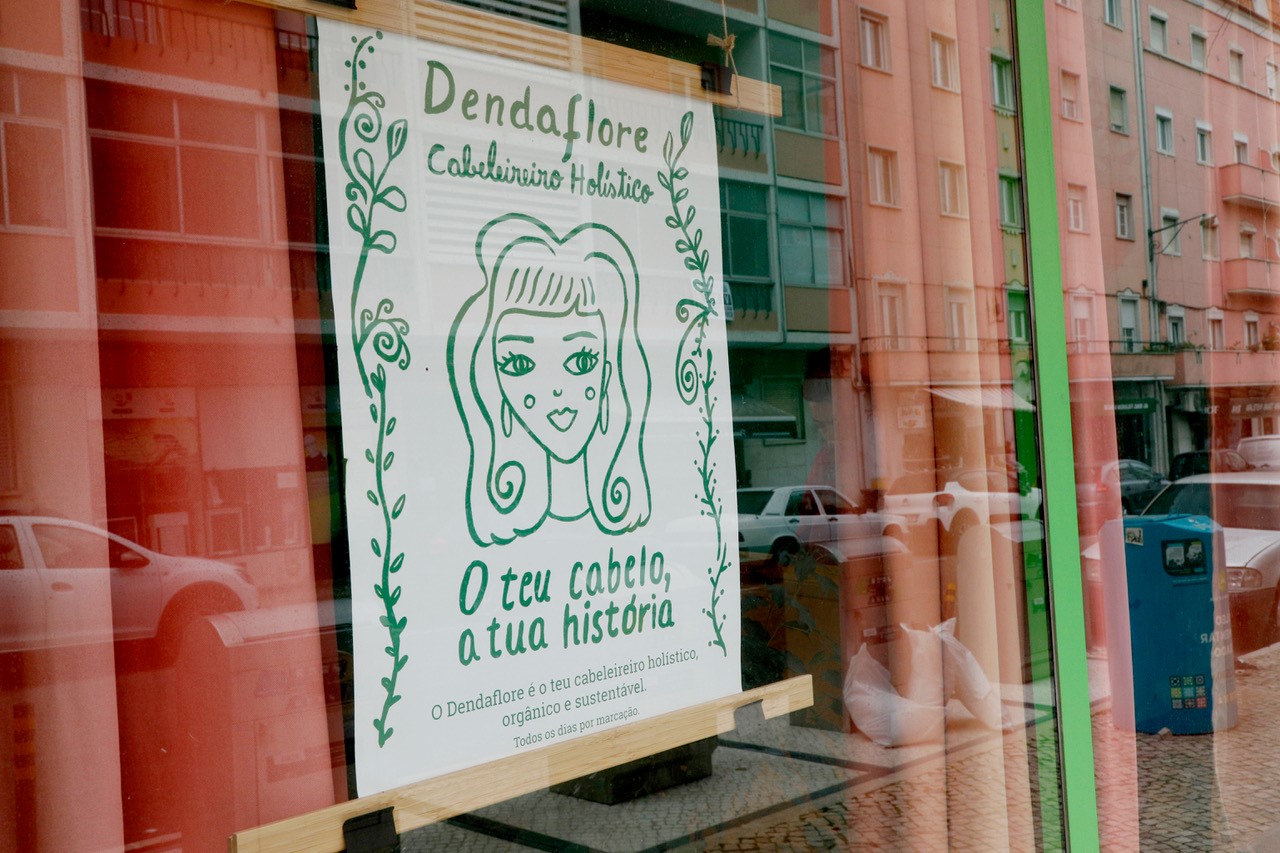 Dendaflore
Cabeleireiro Holístico
O teu cabelo,
a tua história
O Dendaflore é o teu cabeleireiro holístico,
orgânico e sustentável.
Todos os dias por marcação.